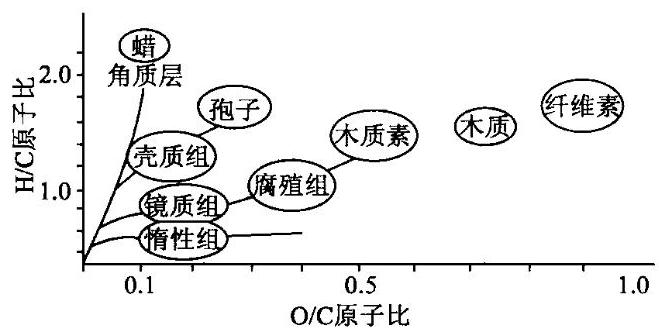 蜡
角质层
2.0
孢子
纤维素
木质素
木质
壳质组
H/C原子比
腐殖组
1.0
镜质组
惰性组
0.1
0.5
1.0
O/C原子比